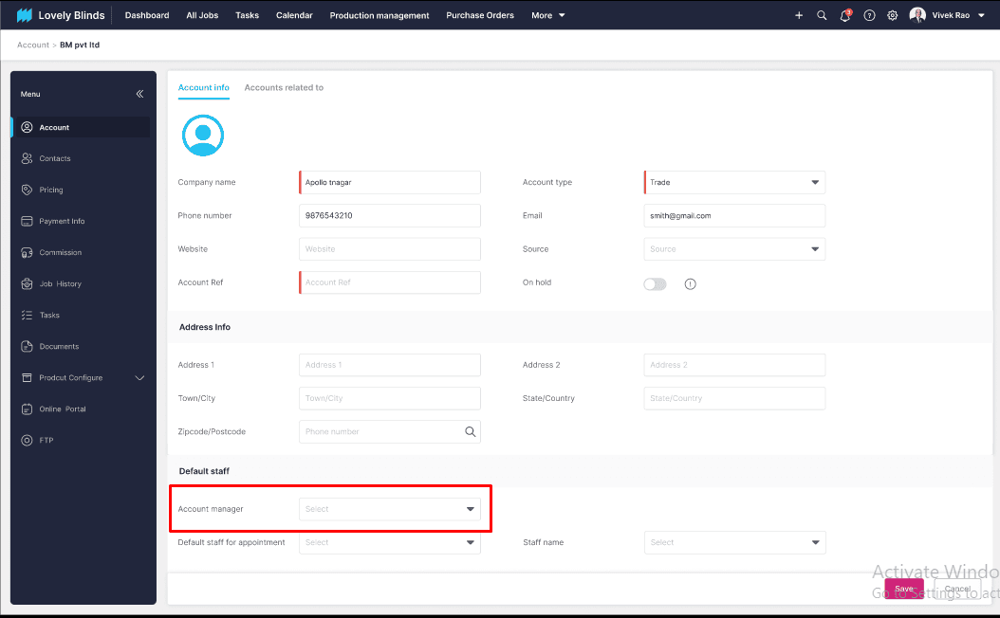 Lovely Blinds Dashboard All Jobs Tasks Calendar Production management Purchase Orders More 3 Vivek Rao
Account > BM pvt ltd
Menu
Account
Contacts
Pricing
Payment Info
Commission
Job History
Tasks
Documents
Prodcut Configure
Online Portal
FTP
Account info Accounts related to
Company name Apollo tnagar Account type Trade
Phone number 9876543210 Email smith@gmail.com
Website Website Source Source
Account Ref Account Ref On hold
Address Info
Address 1 Address 1 Address 2 Address 2
Town/City Town/City State/Country State/Country
Zipcode/Postcode Phone number
Default staff
Account manager Select
Default staff for appointment Select Staff name Select
Activate Windo
Save Cancel
Go to Settings to act